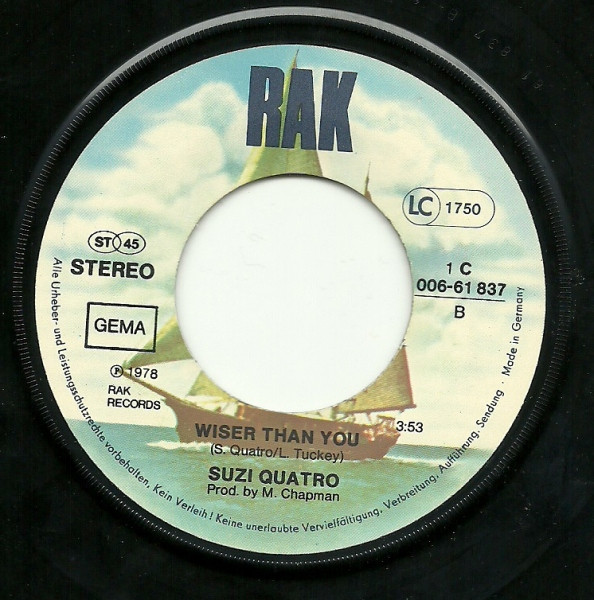 RAK
LC 1750
ST 45
STEREO
1 C
006-61 837
B
GEMA
℗ 1978
RAK
RECORDS
3:53
WISER THAN YOU
(S. Quatro/L. Tuckey)
SUZI QUATRO
Prod. by M. Chapman
Alle Urheber- und Leistungsschutzrechte vorbehalten, Kein Verleih! Keine unerlaubte Vervielfältigung, Verbreitung, Aufführung, Sendung · Made in Germany